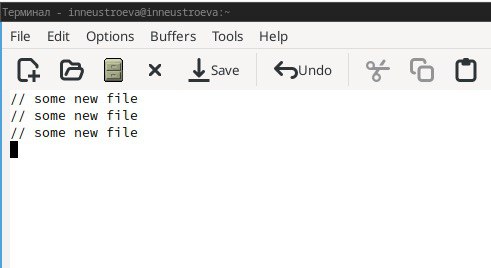 Терминал - inneustroeva@inneustroeva:~
File Edit Options Buffers Tools Help
Save Undo
// some new file
// some new file
// some new file